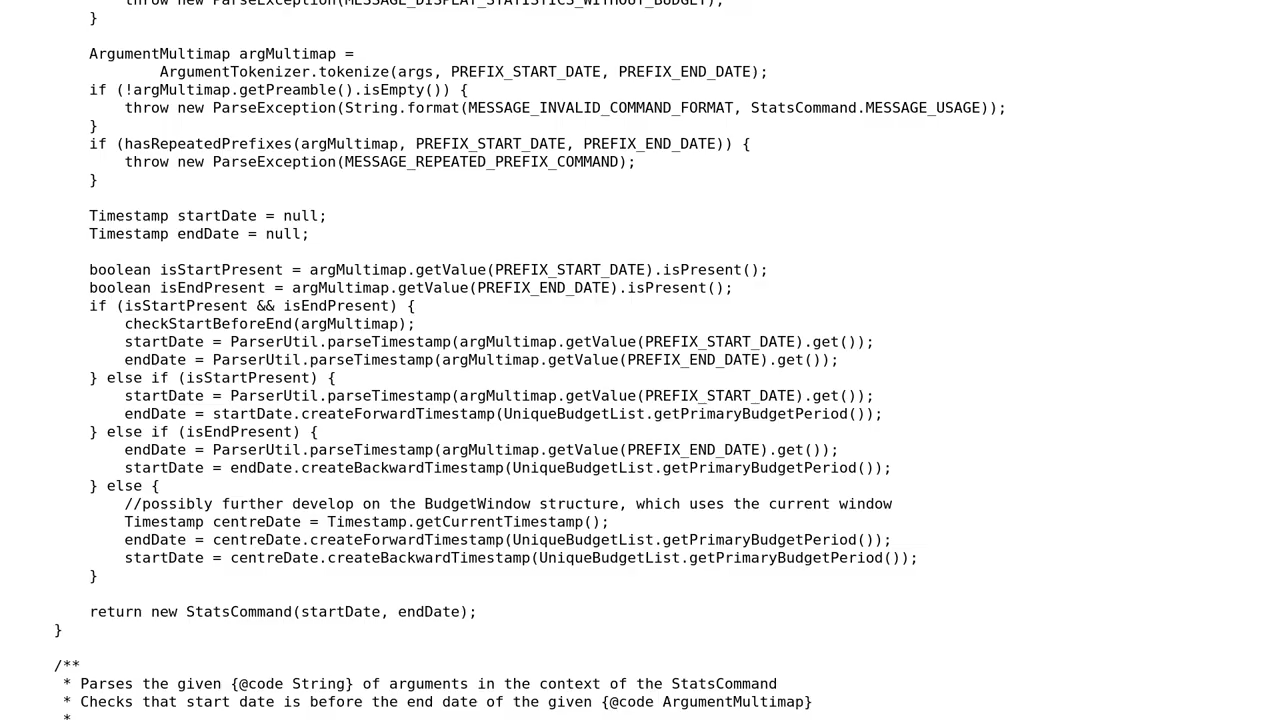 throw new ParseException(MESSAGE_DISPLAY_STATISTICS_WITHOUT_BUDGET);
}
ArgumentMultimap argMultimap =
ArgumentTokenizer.tokenize(args, PREFIX_START_DATE, PREFIX_END_DATE);
if (!argMultimap.getPreamble().isEmpty()) {
throw new ParseException(String.format(MESSAGE_INVALID_COMMAND_FORMAT, StatsCommand.MESSAGE_USAGE));
}
if (hasRepeatedPrefixes(argMultimap, PREFIX_START_DATE, PREFIX_END_DATE)) {
throw new ParseException(MESSAGE_REPEATED_PREFIX_COMMAND);
}
Timestamp startDate = null;
Timestamp endDate = null;
boolean isStartPresent = argMultimap.getValue(PREFIX_START_DATE).isPresent();
boolean isEndPresent = argMultimap.getValue(PREFIX_END_DATE).isPresent();
if (isStartPresent && isEndPresent) {
checkStartBeforeEnd(argMultimap);
startDate = ParserUtil.parseTimestamp(argMultimap.getValue(PREFIX_START_DATE).get());
endDate = ParserUtil.parseTimestamp(argMultimap.getValue(PREFIX_END_DATE).get());
} else if (isStartPresent) {
startDate = ParserUtil.parseTimestamp(argMultimap.getValue(PREFIX_START_DATE).get());
endDate = startDate.createForwardTimestamp(UniqueBudgetList.getPrimaryBudgetPeriod());
} else if (isEndPresent) {
endDate = ParserUtil.parseTimestamp(argMultimap.getValue(PREFIX_END_DATE).get());
startDate = endDate.createBackwardTimestamp(UniqueBudgetList.getPrimaryBudgetPeriod());
} else {
//possibly further develop on the BudgetWindow structure, which uses the current window
Timestamp centreDate = Timestamp.getCurrentTimestamp();
endDate = centreDate.createForwardTimestamp(UniqueBudgetList.getPrimaryBudgetPeriod());
startDate = centreDate.createBackwardTimestamp(UniqueBudgetList.getPrimaryBudgetPeriod());
}
return new StatsCommand(startDate, endDate);
}
/**
* Parses the given {@code String} of arguments in the context of the StatsCommand
* Checks that start date is before the end date of the given {@code ArgumentMultimap}
*